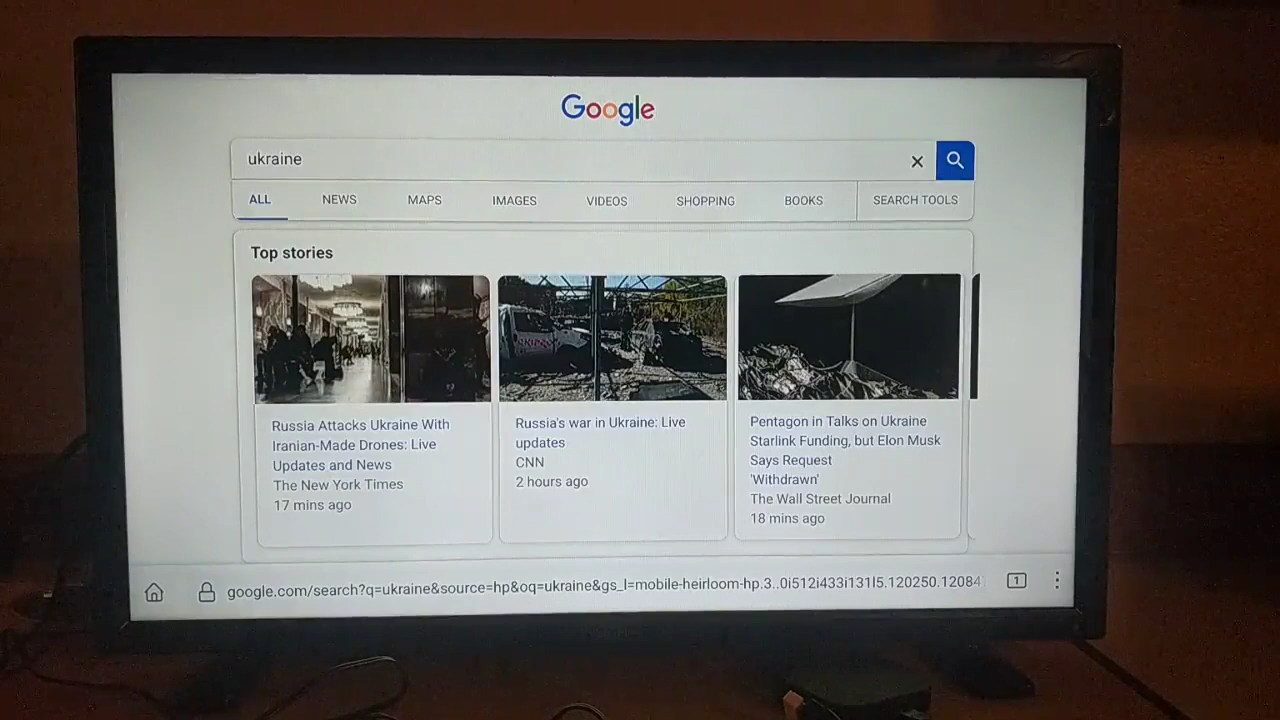 Google
ukraine
ALL NEWS MAPS IMAGES VIDEOS SHOPPING BOOKS SEARCH TOOLS
Top stories
Russia Attacks Ukraine With
Iranian-Made Drones: Live
Updates and News
The New York Times
17 mins ago
Russia's war in Ukraine: Live
updates
CNN
2 hours ago
Pentagon in Talks on Ukraine
Starlink Funding, but Elon Musk
Says Request
'Withdrawn'
The Wall Street Journal
18 mins ago
google.com/search?q=ukraine&source=hp&oq=ukraine&gs_l=mobile-heirloom-hp.3..0i512i433i131l5.120250.12084
1